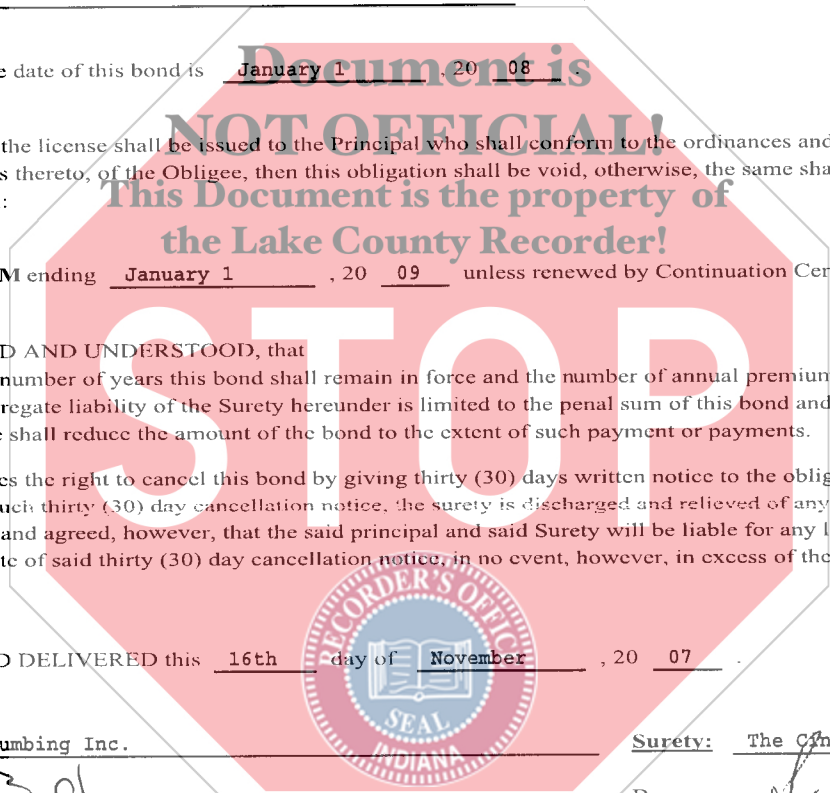 Document is
e date of this bond is January 1 , 20 08 .
NOT OFFICIAL!
the license shall be issued to the Principal who shall conform to the ordinances and
s thereto, of the Obligee, then this obligation shall be void, otherwise, the same sha
:
This Document is the property of
the Lake County Recorder!
M ending January 1 , 20 09 unless renewed by Continuation Cer
STOP
D AND UNDERSTOOD, that
number of years this bond shall remain in force and the number of annual premium
regate liability of the Surety hereunder is limited to the penal sum of this bond and
shall reduce the amount of the bond to the extent of such payment or payments.
es the right to cancel this bond by giving thirty (30) days written notice to the oblig
uch thirty (30) day cancellation notice, the surety is discharged and relieved of any
and agreed, however, that the said principal and said Surety will be liable for any l
te of said thirty (30) day cancellation notice, in no event, however, in excess of the
RECORDER'S OFFICE
D DELIVERED this 16th day of November , 20 07 .
SEAL
INDIANA
umbing Inc.
Surety: The Cin